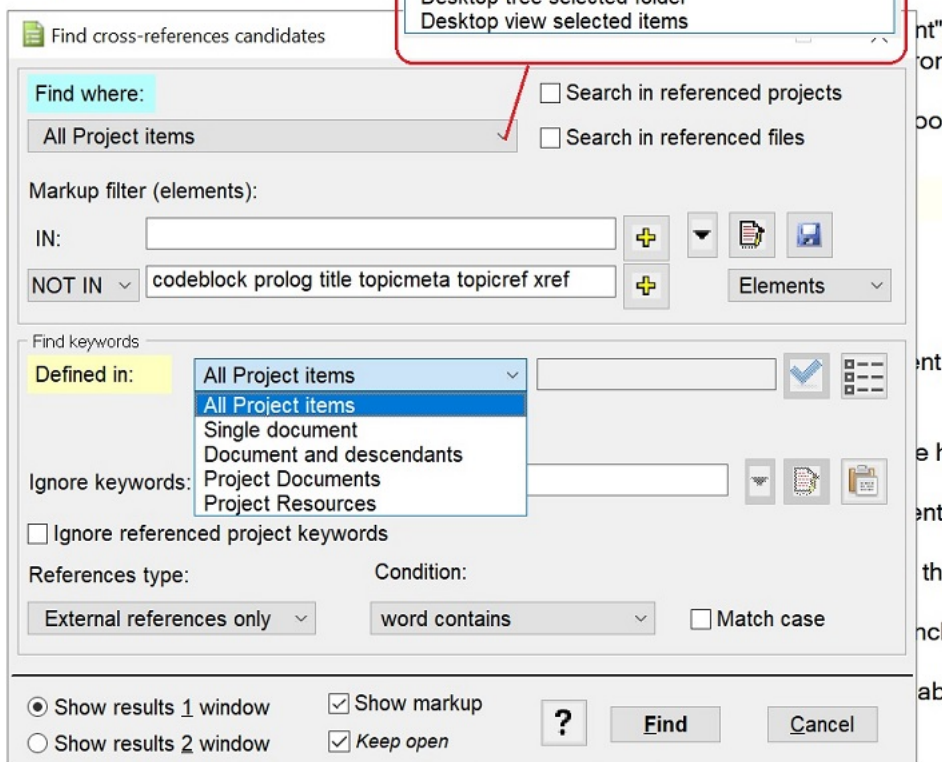 Desktop tree selected folder
Desktop view selected items
Find cross-references candidates
Find where:
All Project items
Search in referenced projects
Search in referenced files
Markup filter (elements):
IN:
NOT IN
codeblock prolog title topicmeta topicref xref
Elements
Find keywords
Defined in:
All Project items
All Project items
Single document
Document and descendants
Project Documents
Project Resources
Ignore keywords:
Ignore referenced project keywords
References type:
Condition:
External references only
word contains
Match case
Show results 1 window
Show markup
Show results 2 window
Keep open
?
Find
Cancel